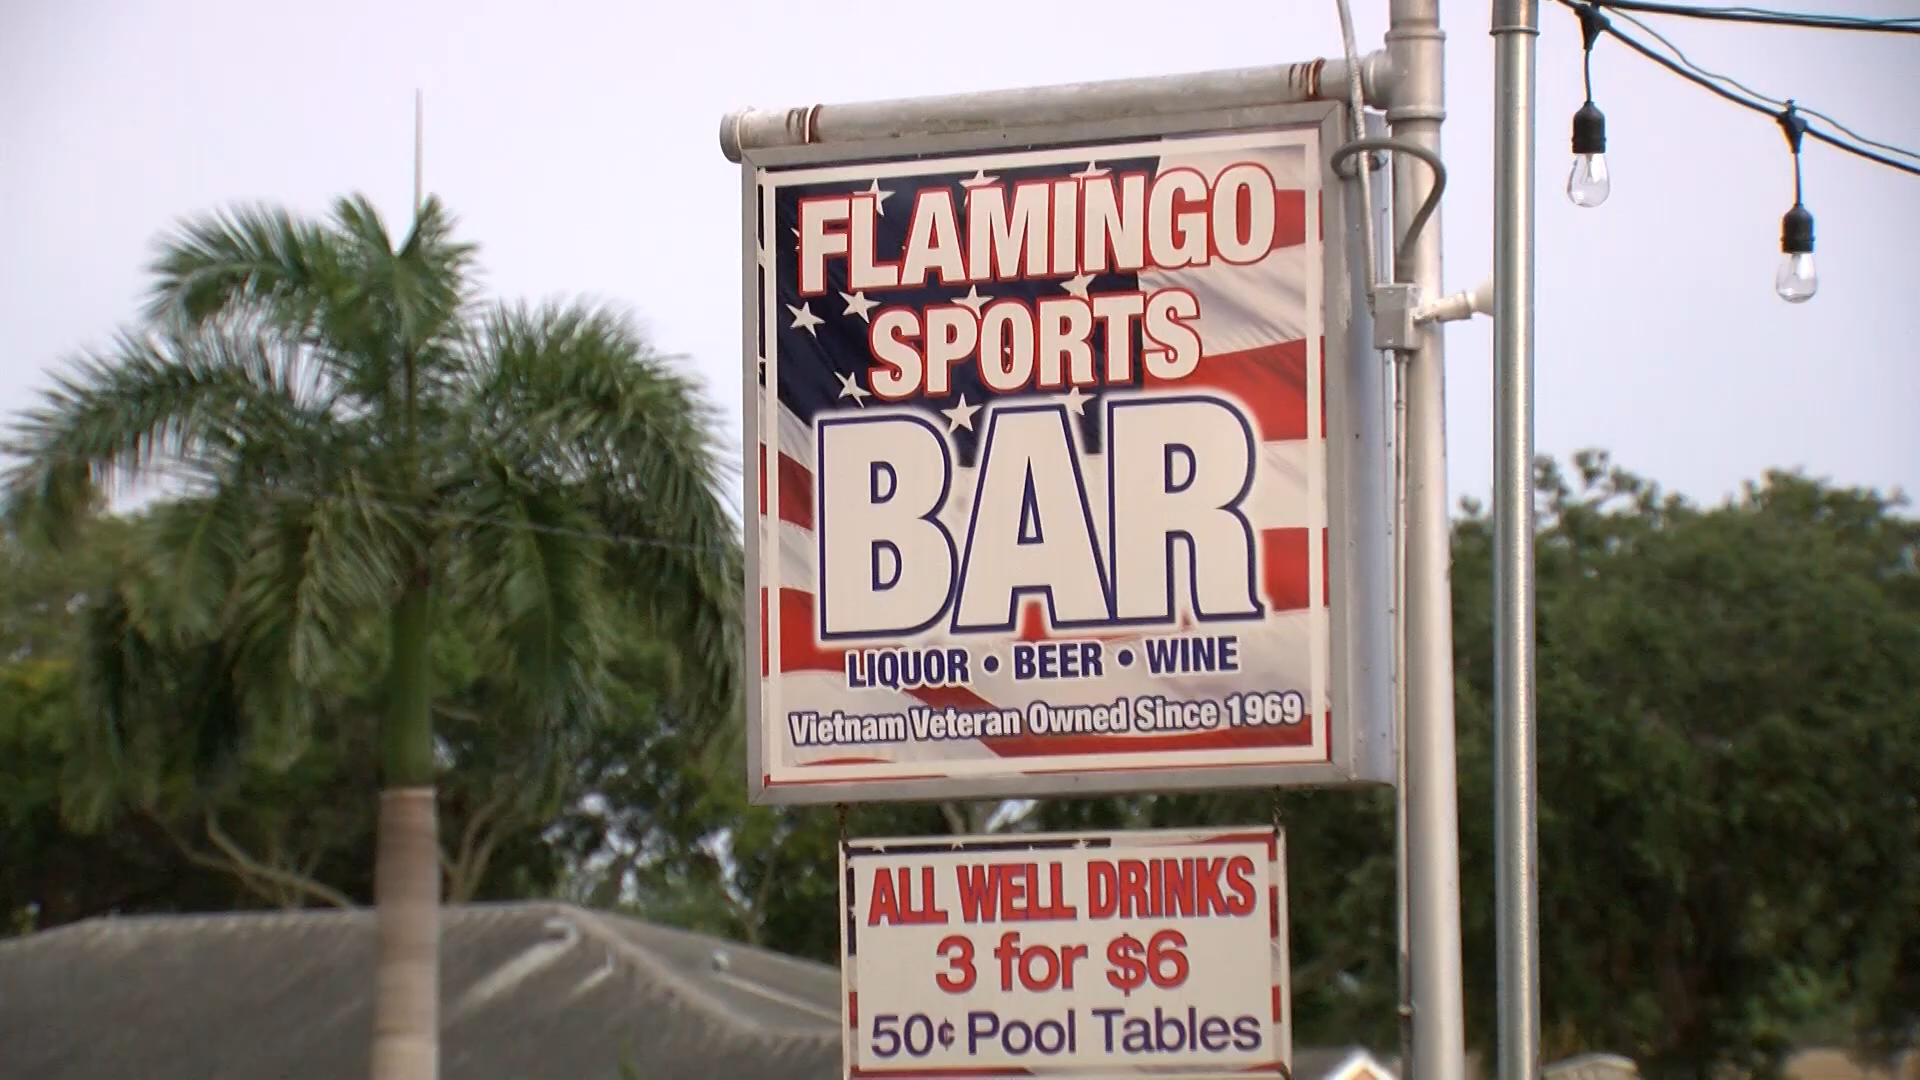 FLAMINGO
SPORTS
BAR
LIQUOR • BEER • WINE
Vietnam Veteran Owned Since 1969
ALL WELL DRINKS
3 for $6
50¢ Pool Tables